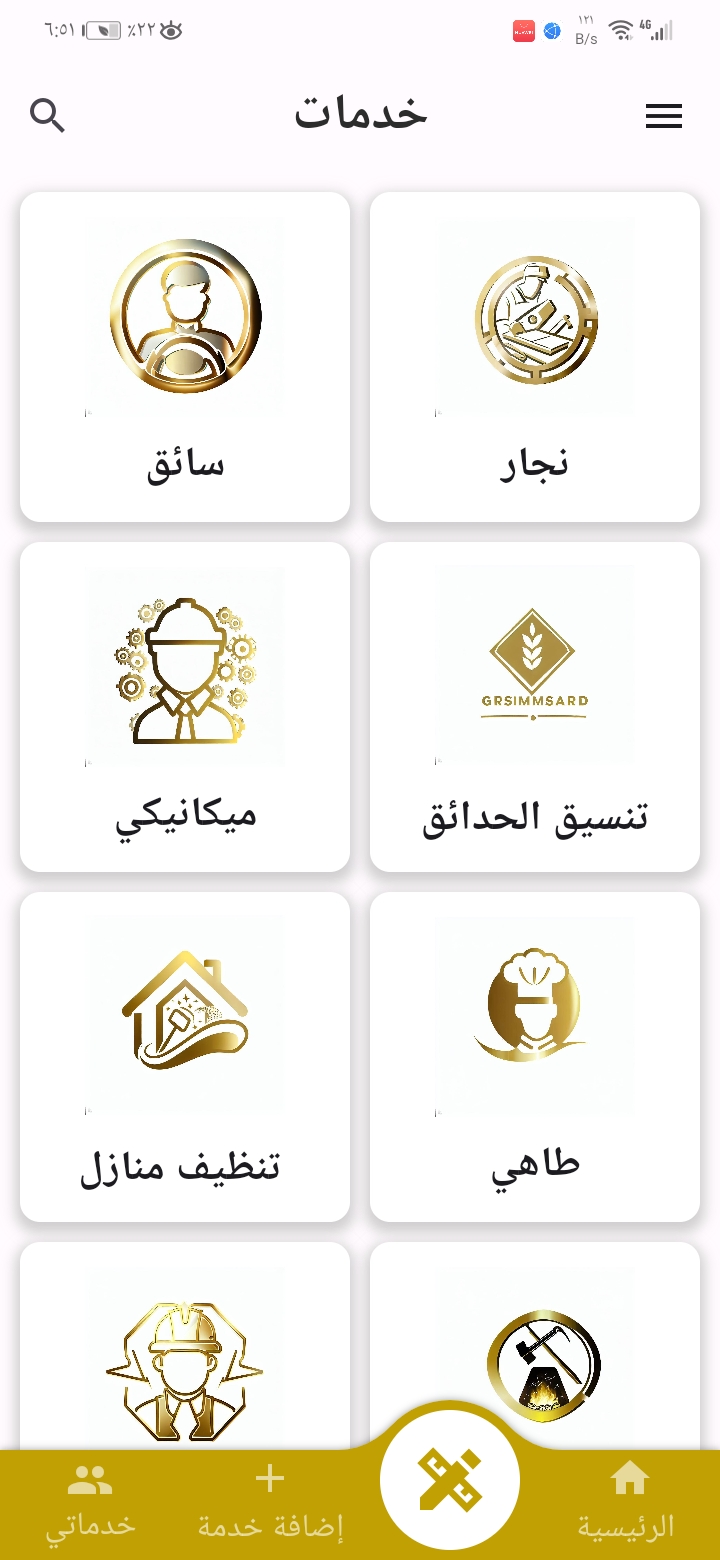 ٦:٥١ ٪٢٢ ١٢١ B/s 4G
HUAWEI
خدمات
نجار
سائق
GRSIMMSARD
تنسيق الحدائق
ميكانيكي
طاهي
تنظيف منازل
الرئيسية
إضافة خدمة
خدماتي